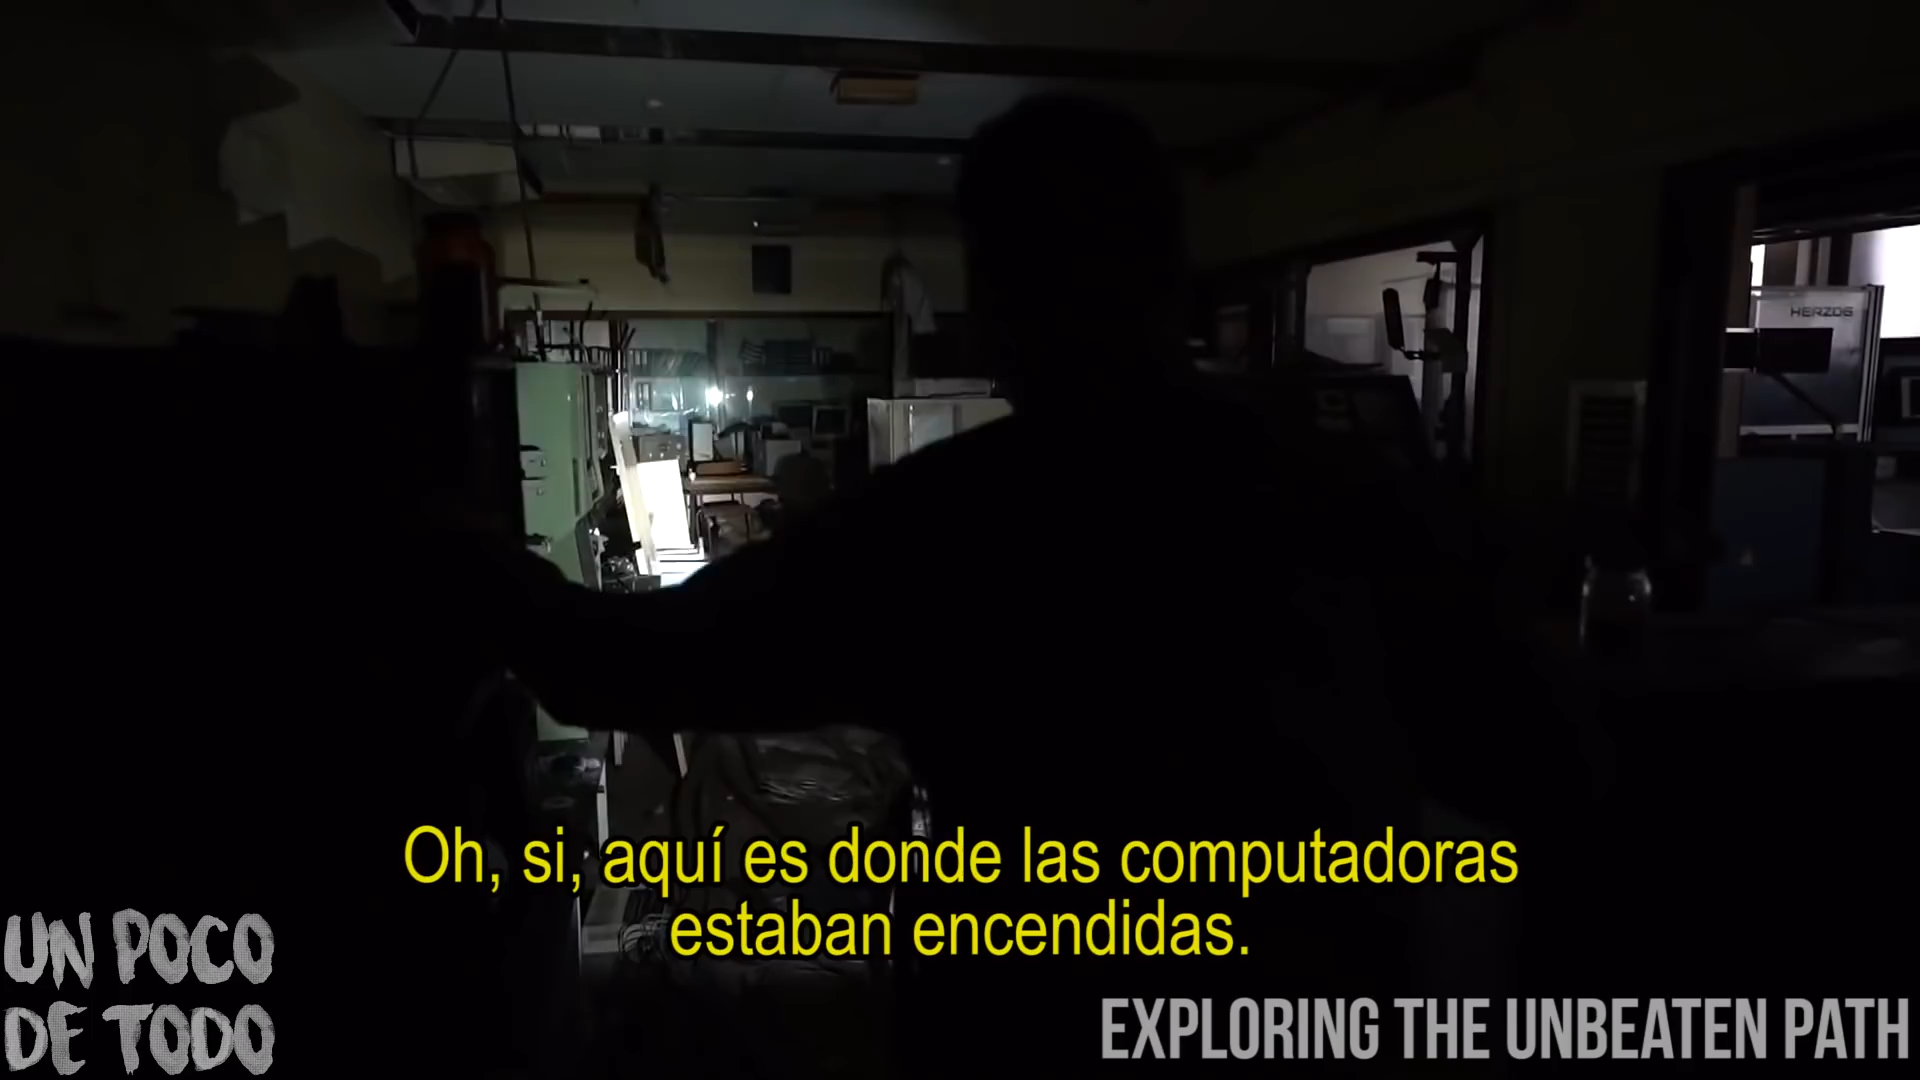 HERZOG
Oh, si, aquí es donde las computadoras
estaban encendidas.
UN POCO
DE TODO
EXPLORING THE UNBEATEN PATH